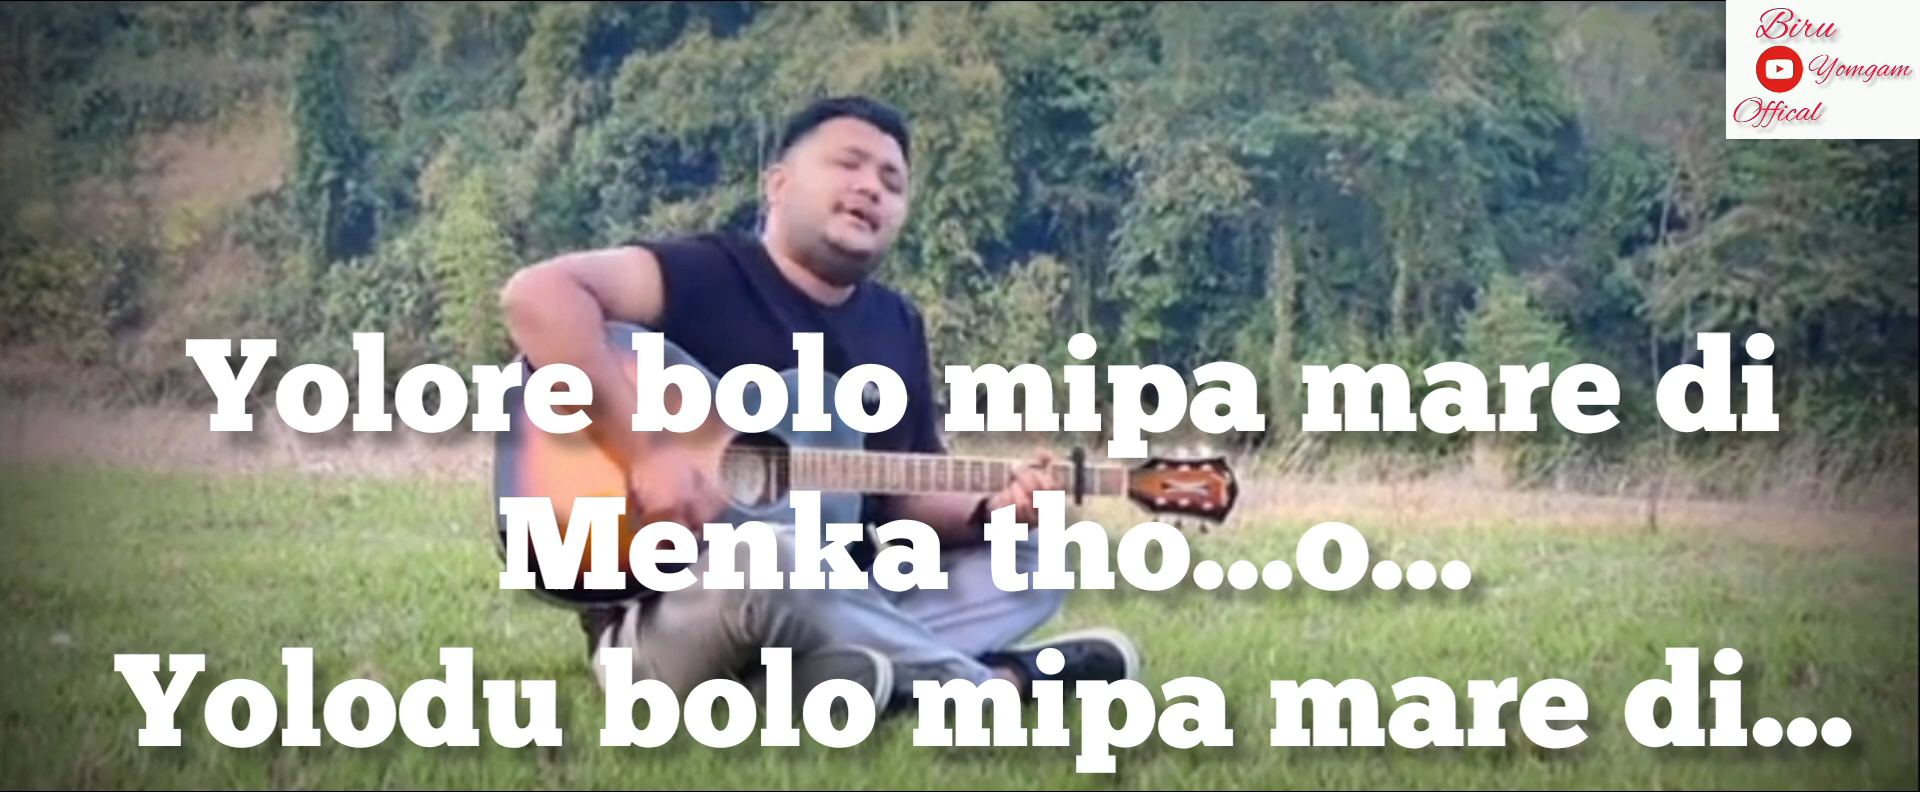 Biru
Yomgam
Offical
Yolore bolo mipa mare di
Menka tho...o...
Yolodu bolo mipa mare di...